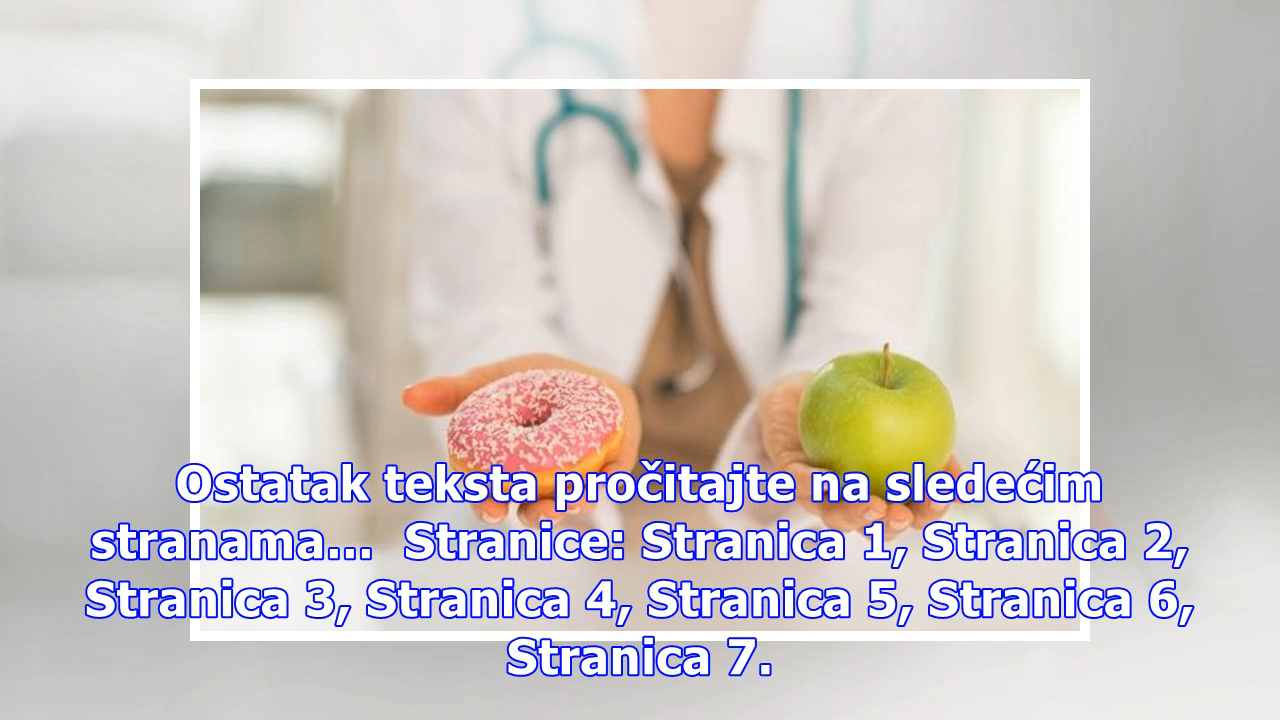 Ostatak teksta pročitajte na sledećim
stranama... Stranice: Stranica 1, Stranica 2,
Stranica 3, Stranica 4, Stranica 5, Stranica 6,
Stranica 7.